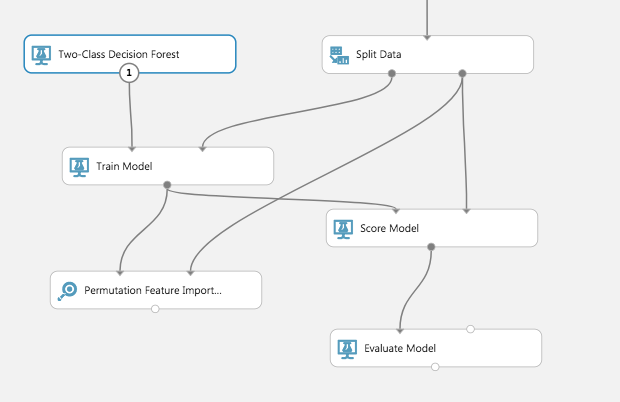 Two-Class Decision Forest
Split Data
1
Train Model
Score Model
Permutation Feature Import...
Evaluate Model